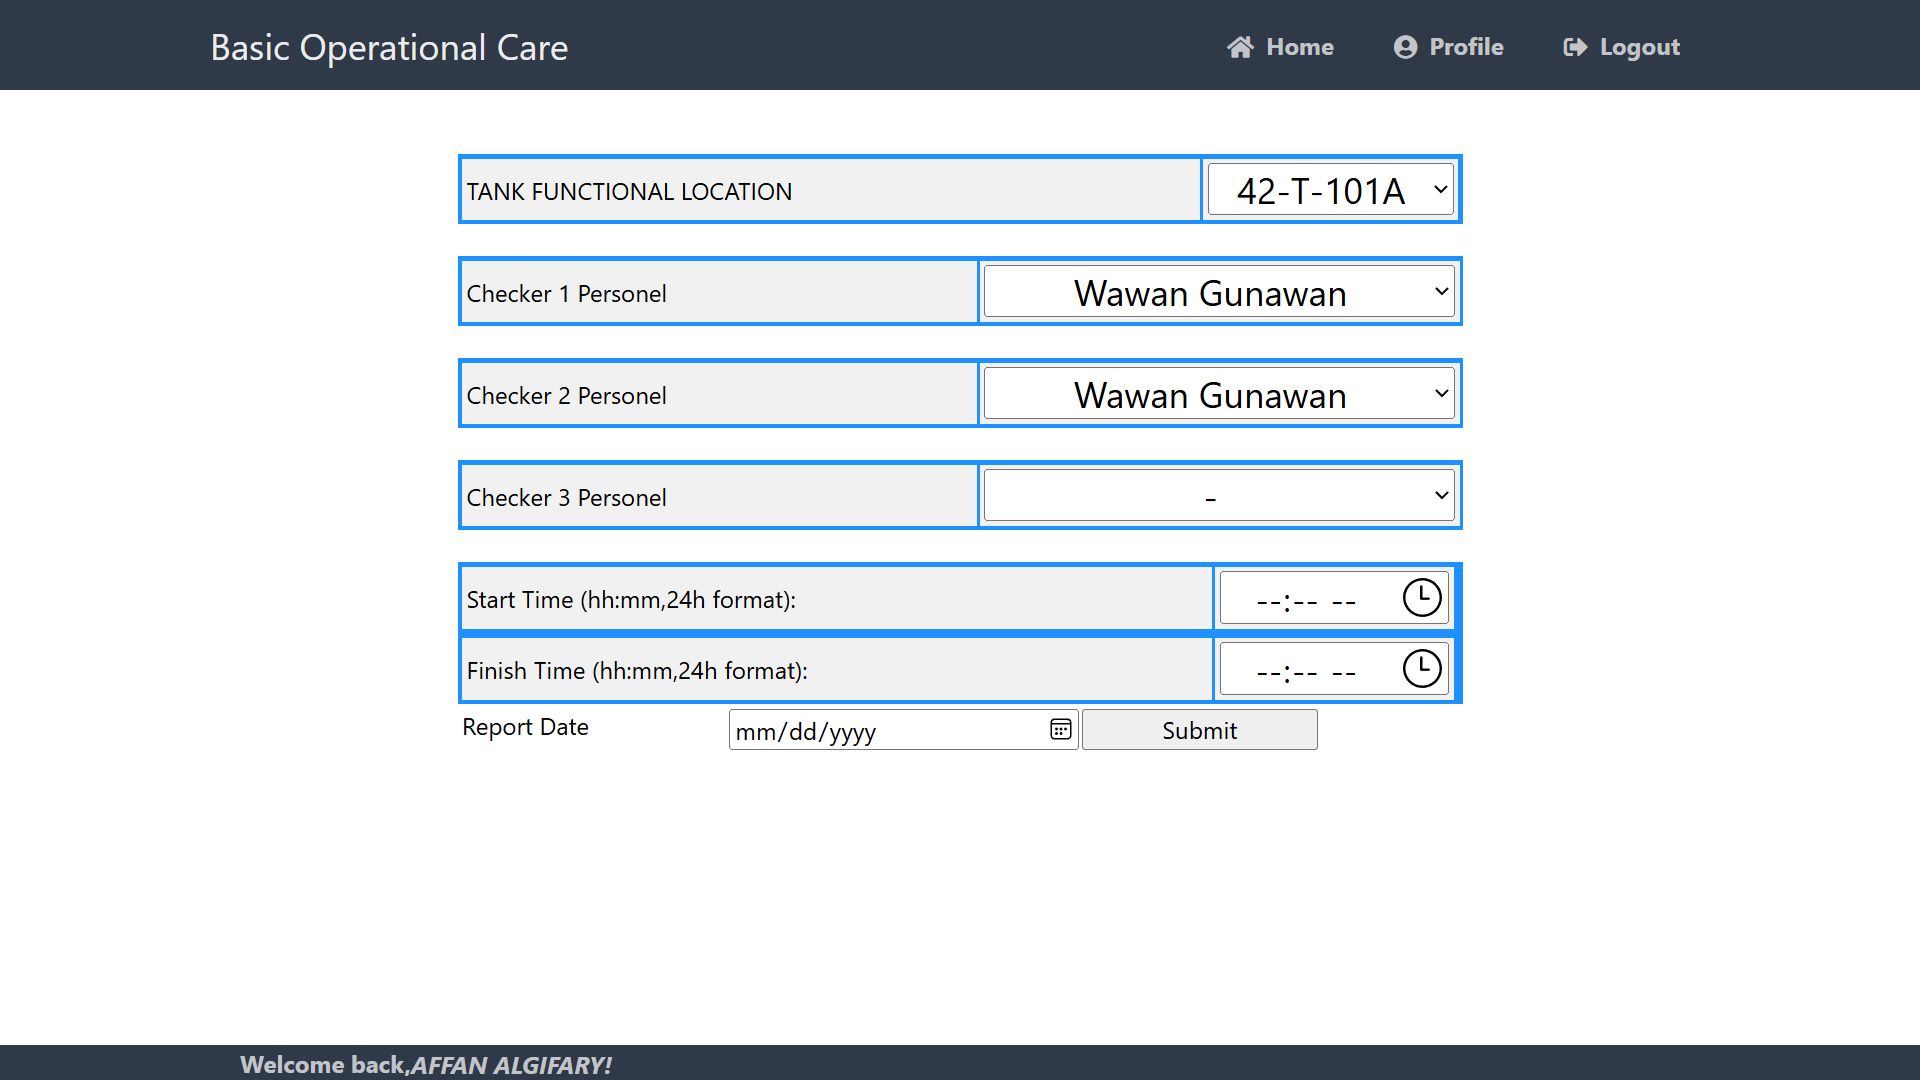 Basic Operational Care
Home
Profile
Logout
TANK FUNCTIONAL LOCATION
42-T-101A
Checker 1 Personel
Wawan Gunawan
Checker 2 Personel
Wawan Gunawan
Checker 3 Personel
-
Start Time (hh:mm,24h format):
--:-- --
Finish Time (hh:mm,24h format):
--:-- --
Report Date
mm/dd/yyyy
Submit
Welcome back,AFFAN ALGIFARY!